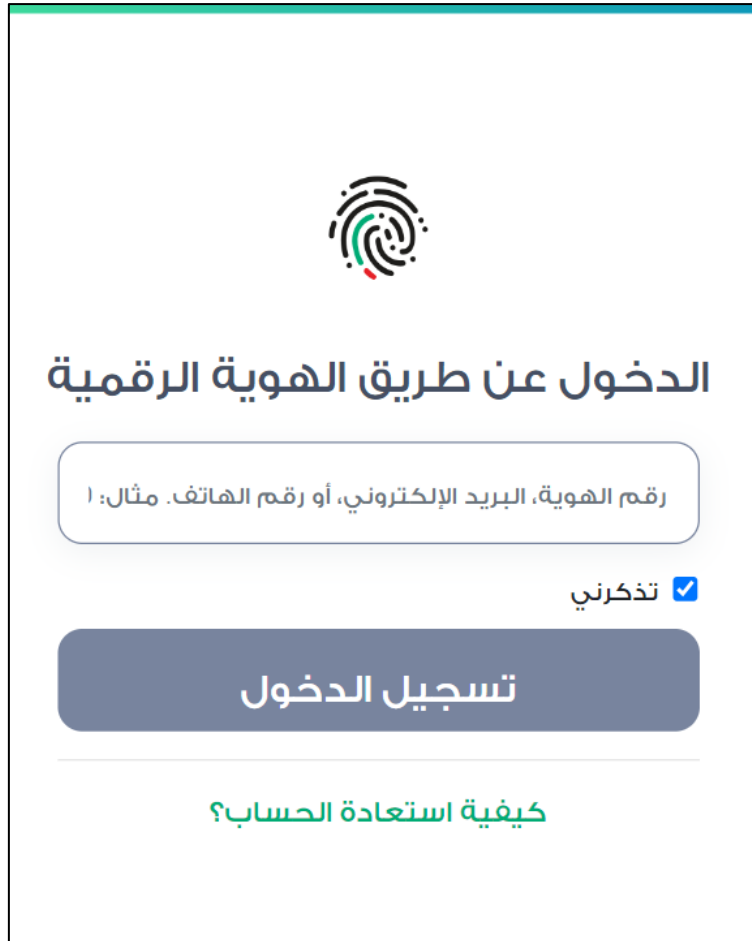 الدخول عن طريق الهوية الرقمية
رقم الهوية، البريد الإلكتروني، أو رقم الهاتف. مثال:
تذكرني
تسجيل الدخول
كيفية استعادة الحساب؟